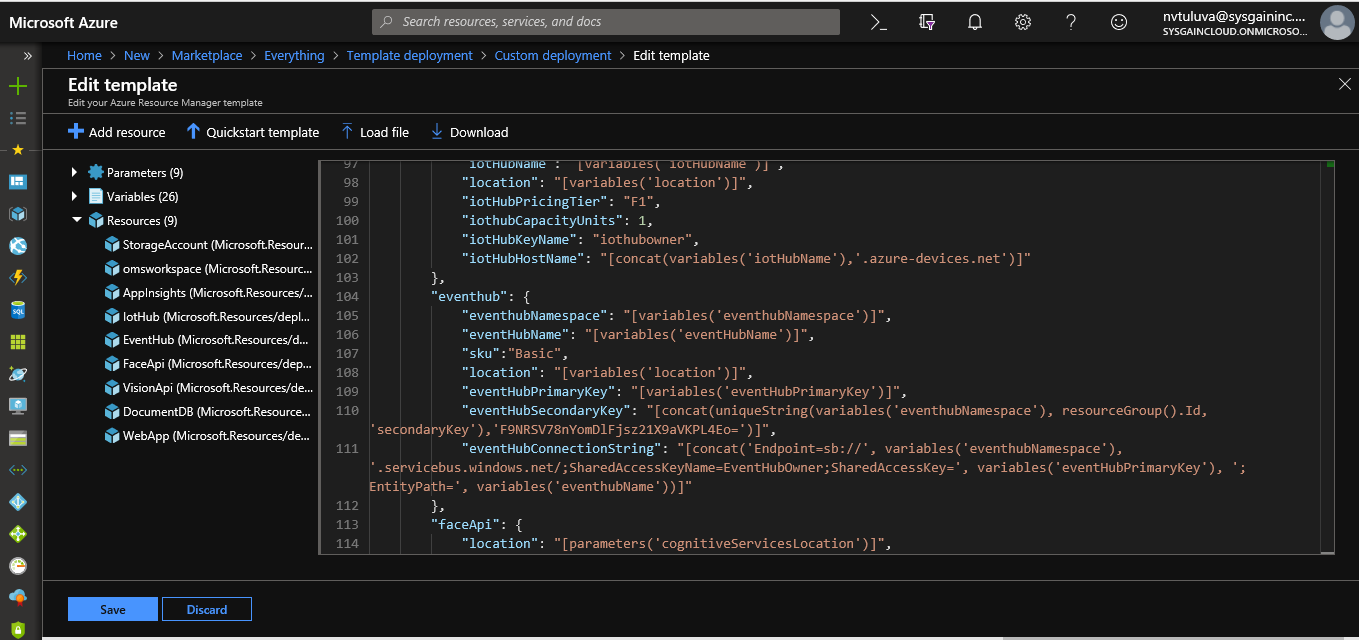 Microsoft Azure
Search resources, services, and docs
nvtuluva@sysgaininc....
SYSGAINCLOUD.ONMICROSO...
Home > New > Marketplace > Everything > Template deployment > Custom deployment > Edit template
Edit template
Edit your Azure Resource Manager template
Add resource
Quickstart template
Load file
Download
Parameters (9)
Variables (26)
Resources (9)
StorageAccount (Microsoft.Resour...
omsworkspace (Microsoft.Resourc...
AppInsights (Microsoft.Resources/...
IotHub (Microsoft.Resources/depl...
EventHub (Microsoft.Resources/d...
FaceApi (Microsoft.Resources/dep...
VisionApi (Microsoft.Resources/de...
DocumentDB (Microsoft.Resource...
WebApp (Microsoft.Resources/de...
97 "iotHubName": "[variables('iotHubName')]",
98 "location": "[variables('location')]",
99 "iotHubPricingTier": "F1",
100 "iothubCapacityUnits": 1,
101 "iotHubKeyName": "iothubowner",
102 "iotHubHostName": "[concat(variables('iotHubName'),'.azure-devices.net')]"
103 },
104 "eventhub": {
105 "eventhubNamespace": "[variables('eventhubNamespace')]",
106 "eventHubName": "[variables('eventHubName')]",
107 "sku":"Basic",
108 "location": "[variables('location')]",
109 "eventHubPrimaryKey": "[variables('eventHubPrimaryKey')]",
110 "eventHubSecondaryKey": "[concat(uniqueString(variables('eventhubNamespace'), resourceGroup().Id,
'secondaryKey'),'F9NRSV78nYomDlFjsz21X9aVKPL4Eo=')]",
111 "eventHubConnectionString": "[concat('Endpoint=sb://', variables('eventhubNamespace'),
'.servicebus.windows.net/;SharedAccessKeyName=EventHubOwner;SharedAccessKey=', variables('eventHubPrimaryKey'), ';
EntityPath=', variables('eventhubName'))]"
112 },
113 "faceApi": {
114 "location": "[parameters('cognitiveServicesLocation')]",
Save
Discard